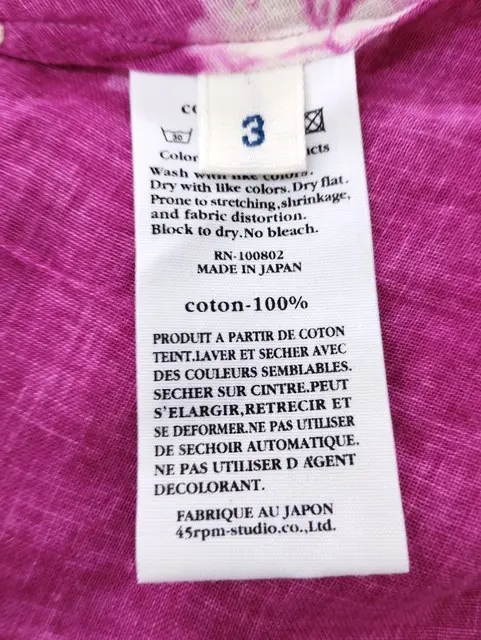 3
30
Wash with like colors.
Dry with like colors.Dry flat.
Prone to stretching,shrinkage,
and fabric distortion.
Block to dry.No bleach.
RN-100802
MADE IN JAPAN
coton-100%
PRODUIT A PARTIR DE COTON
TEINT.LAVER ET SECHER AVEC
DES COULEURS SEMBLABLES.
SECHER SUR CINTRE.PEUT
S'ELARGIR,RETRECIR ET
SE DEFORMER.NE PAS UTILISER
DE SECHOIR AUTOMATIQUE.
NE PAS UTILISER D A'GENT
DECOLORANT.
FABRIQUE AU JAPON
45rpm-studio.co.,Ltd.